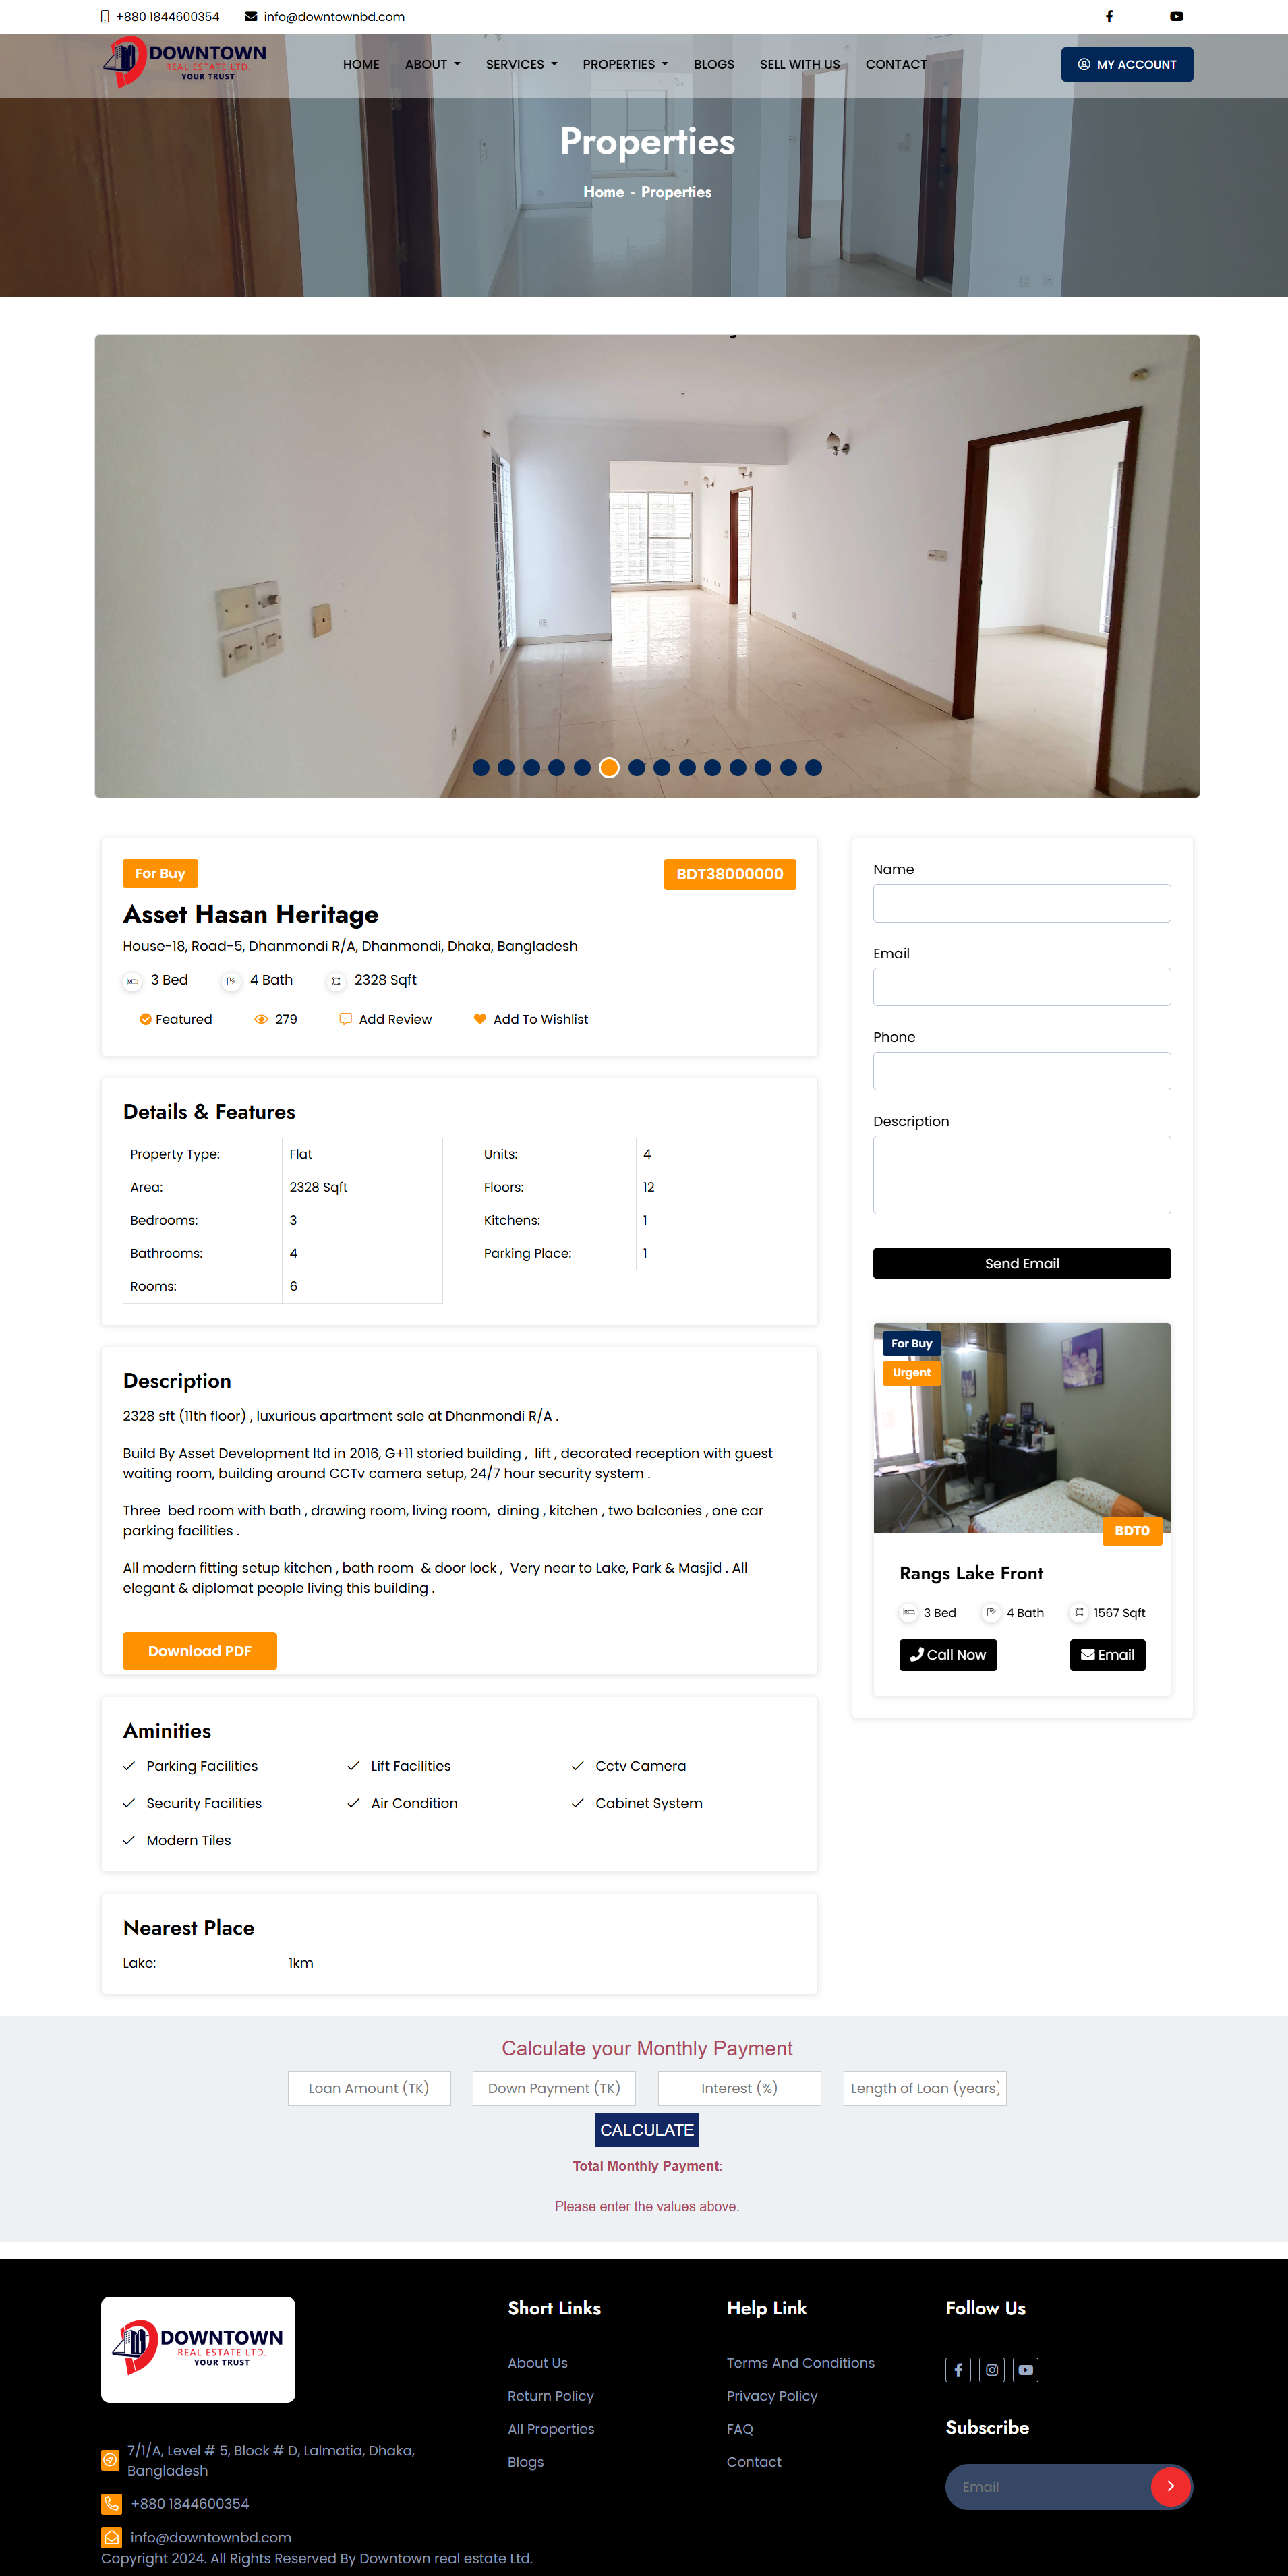 +880 1844600354 info@downtownbd.com
DOWNTOWN
REAL ESTATE LTD.
YOUR TRUST
HOME ABOUT SERVICES PROPERTIES BLOGS SELL WITH US CONTACT
MY ACCOUNT
Properties
Home - Properties
For Buy
BDT38000000
Asset Hasan Heritage
House-18, Road-5, Dhanmondi R/A, Dhanmondi, Dhaka, Bangladesh
3 Bed 4 Bath 2328 Sqft
Featured 279 Add Review Add To Wishlist
Details & Features
Property Type: Flat
Area: 2328 Sqft
Bedrooms: 3
Bathrooms: 4
Rooms: 6
Units: 4
Floors: 12
Kitchens: 1
Parking Place: 1
Description
2328 sft (11th floor) , luxurious apartment sale at Dhanmondi R/A .
Build By Asset Development ltd in 2016, G+11 storied building , lift , decorated reception with guest
waiting room, building around CCTv camera setup, 24/7 hour security system .
Three bed room with bath , drawing room, living room, dining , kitchen , two balconies , one car
parking facilities .
All modern fitting setup kitchen , bath room & door lock , Very near to Lake, Park & Masjid . All
elegant & diplomat people living this building .
Download PDF
Aminities
Parking Facilities Lift Facilities Cctv Camera
Security Facilities Air Condition Cabinet System
Modern Tiles
Nearest Place
Lake: 1km
Name
Email
Phone
Description
Send Email
For Buy
Urgent
BDT0
Rangs Lake Front
3 Bed 4 Bath 1567 Sqft
Call Now Email
Calculate your Monthly Payment
Loan Amount (TK) Down Payment (TK) Interest (%) Length of Loan (years)
CALCULATE
Total Monthly Payment:
Please enter the values above.
DOWNTOWN
REAL ESTATE LTD.
YOUR TRUST
7/1/A, Level # 5, Block # D, Lalmatia, Dhaka,
Bangladesh
+880 1844600354
info@downtownbd.com
Short Links
About Us
Return Policy
All Properties
Blogs
Help Link
Terms And Conditions
Privacy Policy
FAQ
Contact
Follow Us
Subscribe
Email
Copyright 2024. All Rights Reserved By Downtown real estate Ltd.